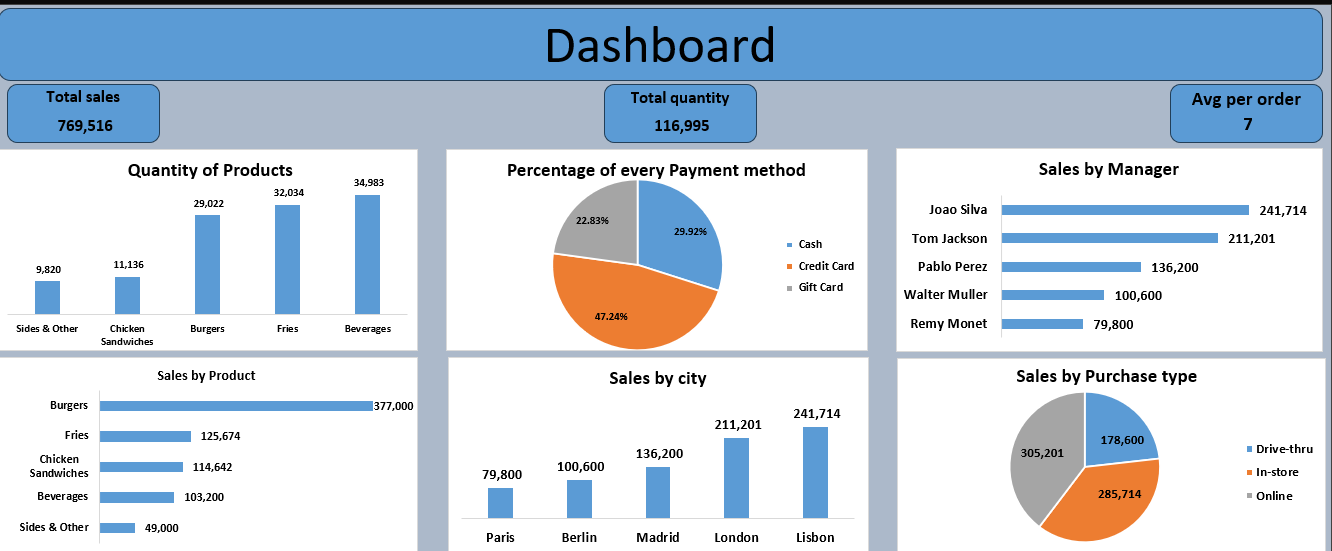 Dashboard
Total sales
769,516
Total quantity
116,995
Avg per order
7
Quantity of Products
9,820
11,136
29,022
32,034
34,983
Sides & Other
Chicken
Sandwiches
Burgers
Fries
Beverages
Percentage of every Payment method
22.83%
29.92%
47.24%
Cash
Credit Card
Gift Card
Sales by Manager
Joao Silva 241,714
Tom Jackson 211,201
Pablo Perez 136,200
Walter Muller 100,600
Remy Monet 79,800
Sales by Product
Burgers 377,000
Fries 125,674
Chicken
Sandwiches 114,642
Beverages 103,200
Sides & Other 49,000
Sales by city
79,800
100,600
136,200
211,201
241,714
Paris
Berlin
Madrid
London
Lisbon
Sales by Purchase type
305,201
178,600
285,714
Drive-thru
In-store
Online